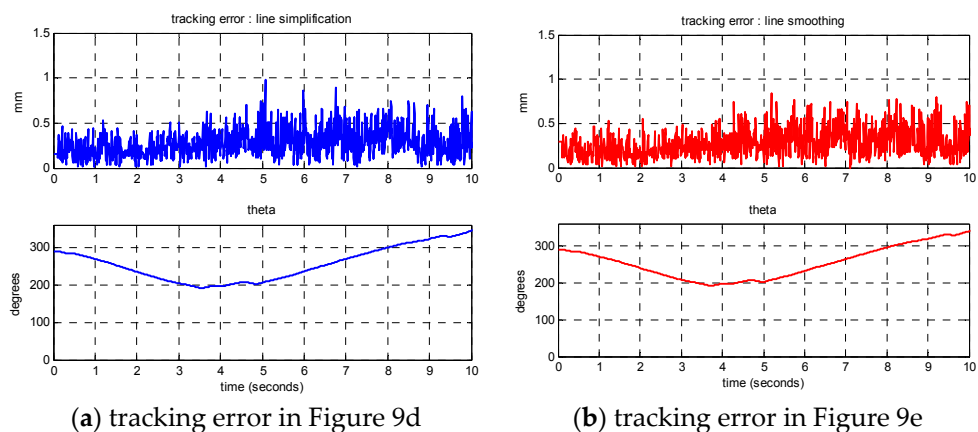 tracking error : line simplification
1.5
1
0.5
0
mm
0 1 2 3 4 5 6 7 8 9 10
theta
300
200
100
0
degrees
0 1 2 3 4 5 6 7 8 9 10
time (seconds)
(a) tracking error in Figure 9d
tracking error : line smoothing
1.5
1
0.5
0
mm
0 1 2 3 4 5 6 7 8 9 10
theta
300
200
100
0
degrees
0 1 2 3 4 5 6 7 8 9 10
time (seconds)
(b) tracking error in Figure 9e